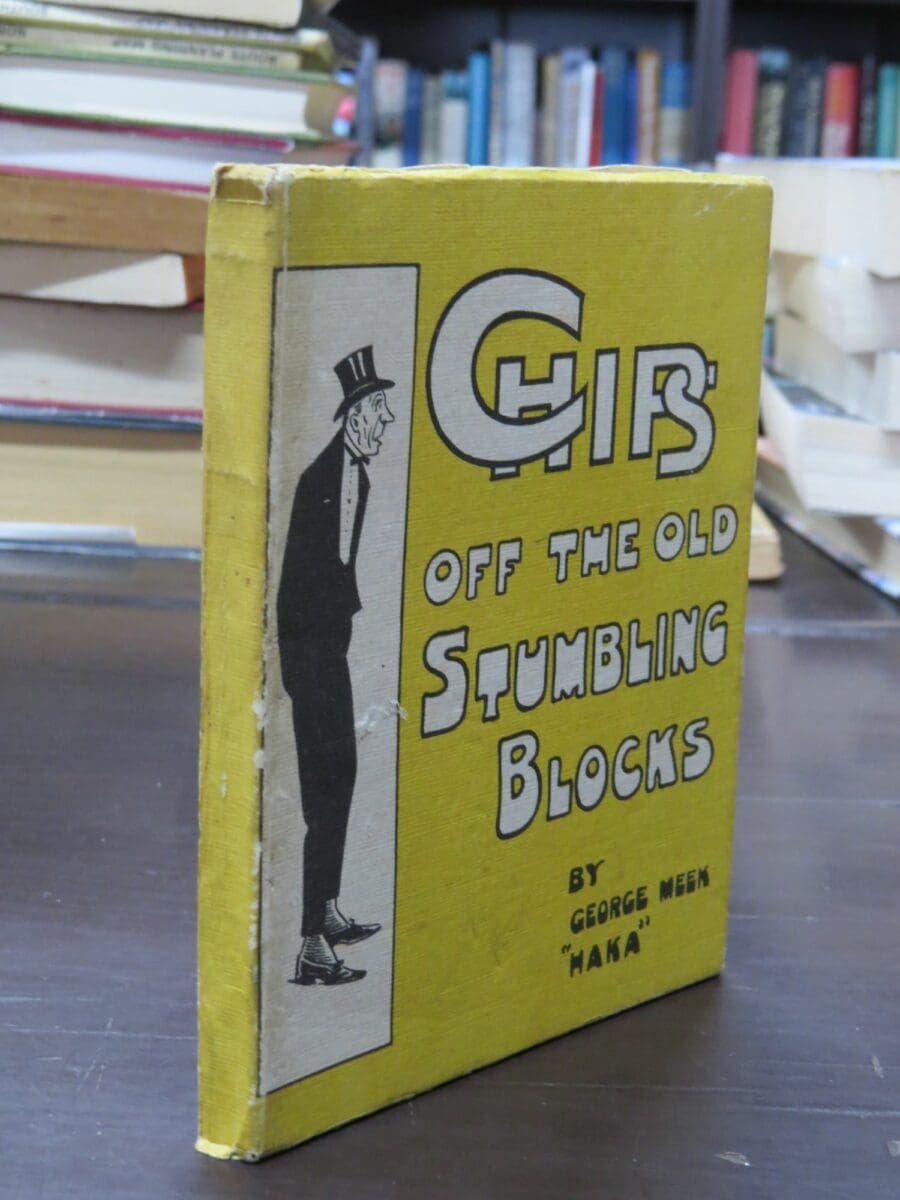 CHIPS
OFF THE OLD
STUMBLING
BLOCKS
BY
GEORGE MEEK
"HAKA"